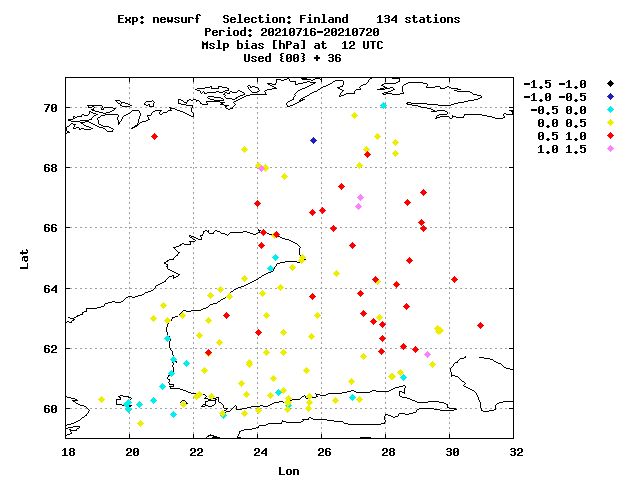 Exp: newsurf   Selection: Finland    134 stations
Period: 20210716-20210720
Mslp bias [hPa] at  12 UTC
Used {00} + 36
-1.5 -1.0
-1.0 -0.5
-0.5 0.0
0.0 0.5
0.5 1.0
1.0 1.5
70
68
66
64
62
60
Lat
18 20 22 24 26 28 30 32
Lon